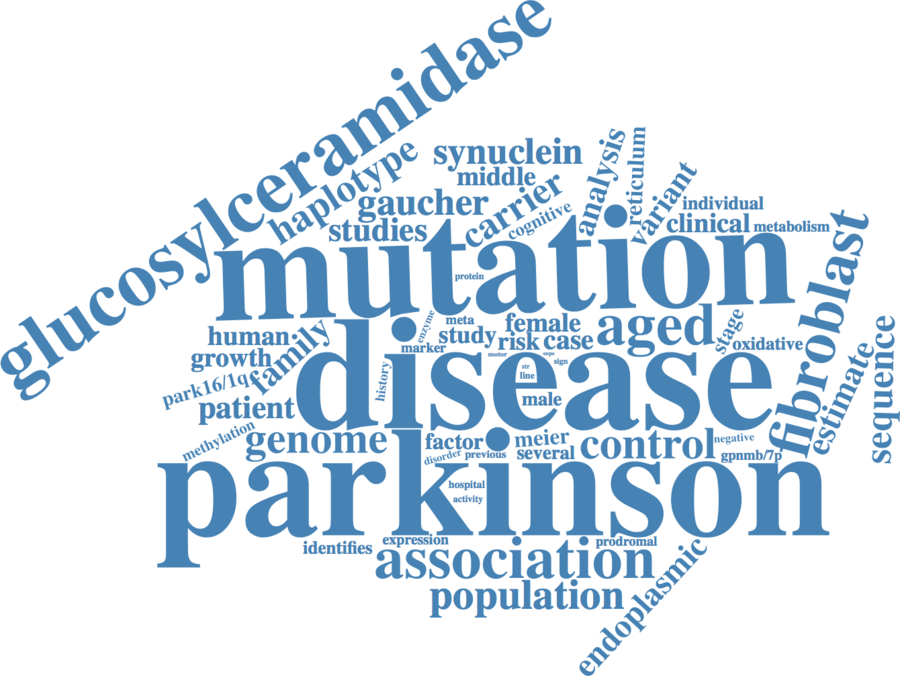 glucosylceramidase
haplotype
synuclein
middle
gaucher
studies
carrier
cognitive
analysis
reticulum
variant
individual
clinical
metabolism
mutation
protein
fibroblast
human
growth
family
park16/1q
enzyme
meta
marker
study
female
risk
case
aged
stage
oxidative
motor
snps
sign
str
line
male
history
disease
estimate
sequence
patient
methylation
genome
factor
disorder
previous
meier
several
control
negative
gpnmb/7p
parkinson
hospital
activity
identifies
expression
prodromal
association
population
endoplasmic